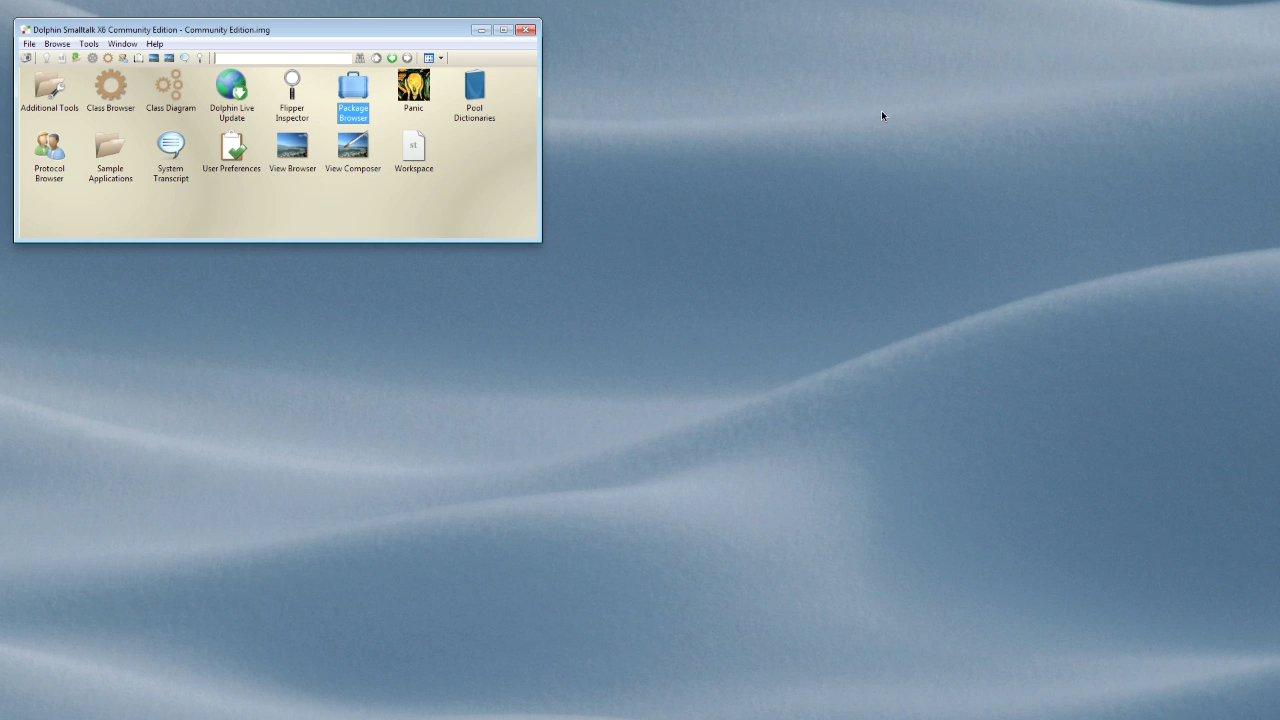 Dolphin Smalltalk X6 Community Edition - Community Edition.img
File Browse Tools Window Help
Additional Tools
Class Browser
Class Diagram
Dolphin Live
Update
Flipper
Inspector
Package
Browser
Panic
Pool
Dictionaries
Protocol
Browser
Sample
Applications
System
Transcript
User Preferences
View Browser
View Composer
st
Workspace